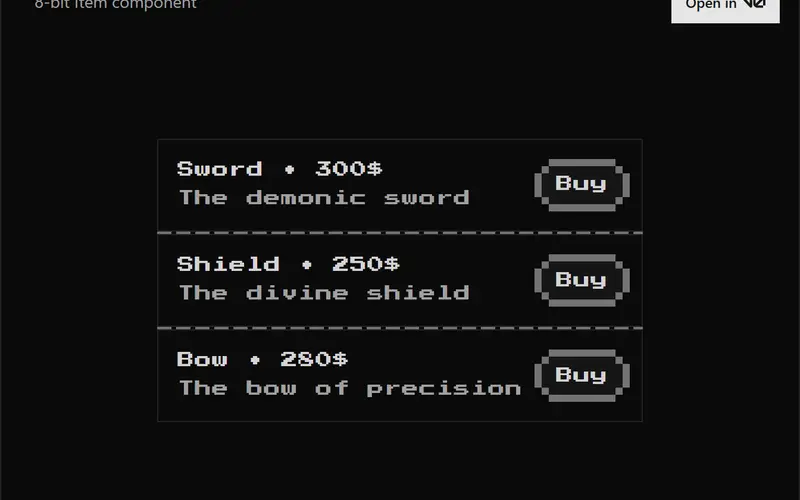 8-bit item component
Open in v0
Sword • 300$
The demonic sword
Buy
Shield • 250$
The divine shield
Buy
Bow • 280$
The bow of precision
Buy